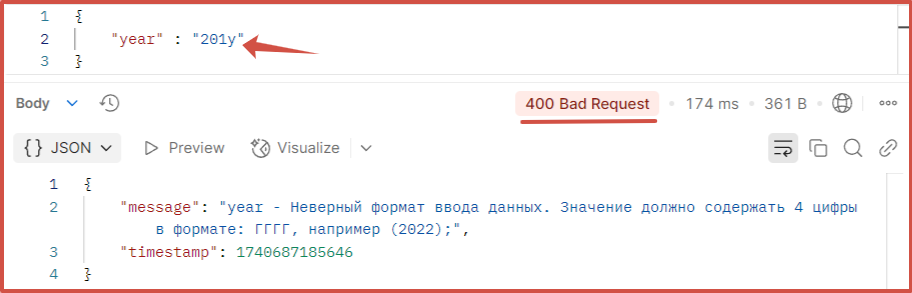 1 {
2 "year" : "201y"
3 }
Body 400 Bad Request 174 ms 361 B
{} JSON Preview Visualize
1 {
2 "message": "year - Неверный формат ввода данных. Значение должно содержать 4 цифры
в формате: ГГГГ, например (2022);",
3 "timestamp": 1740687185646
4 }